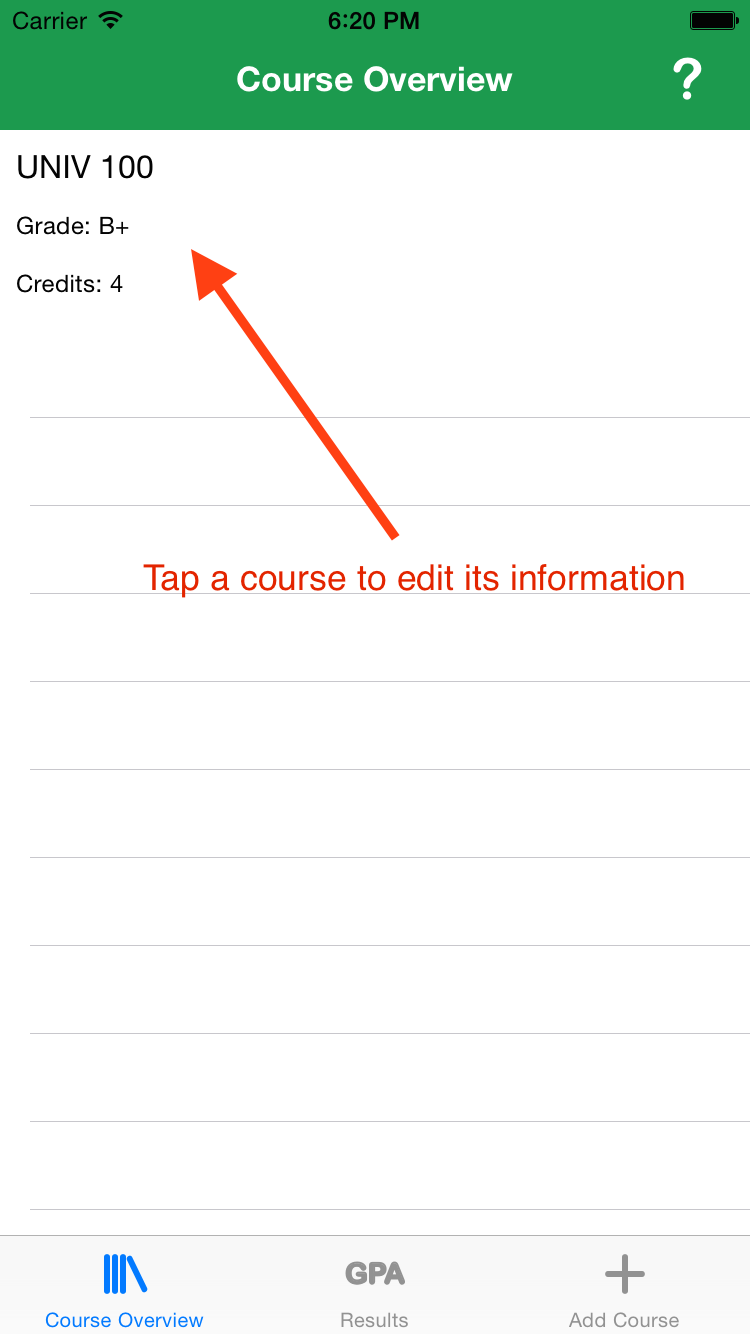 Carrier 6:20 PM
Course Overview ?
UNIV 100
Grade: B+
Credits: 4
Tap a course to edit its information
GPA
Course Overview Results Add Course